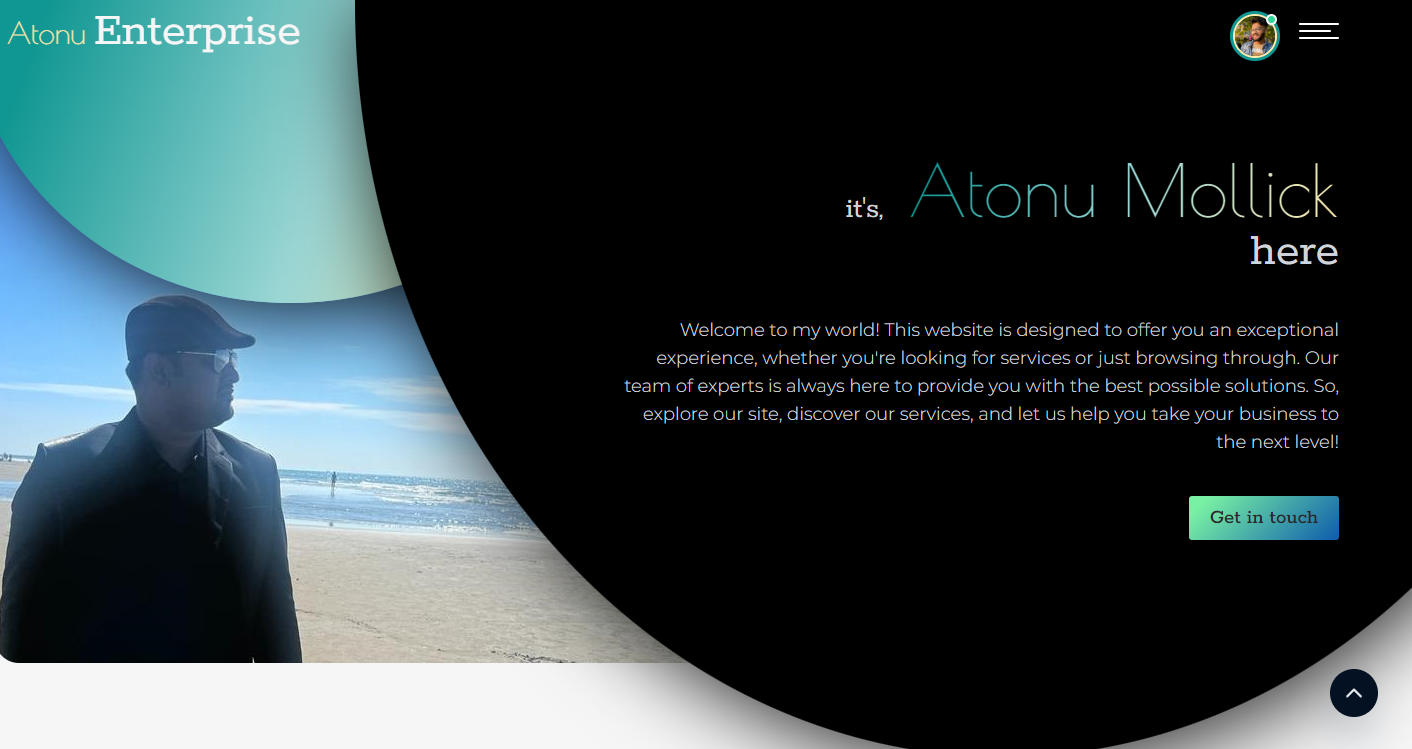 Atonu Enterprise
it's, Atonu Mollick
here
Welcome to my world! This website is designed to offer you an exceptional
experience, whether you're looking for services or just browsing through. Our
team of experts is always here to provide you with the best possible solutions. So,
explore our site, discover our services, and let us help you take your business to
the next level!
Get in touch